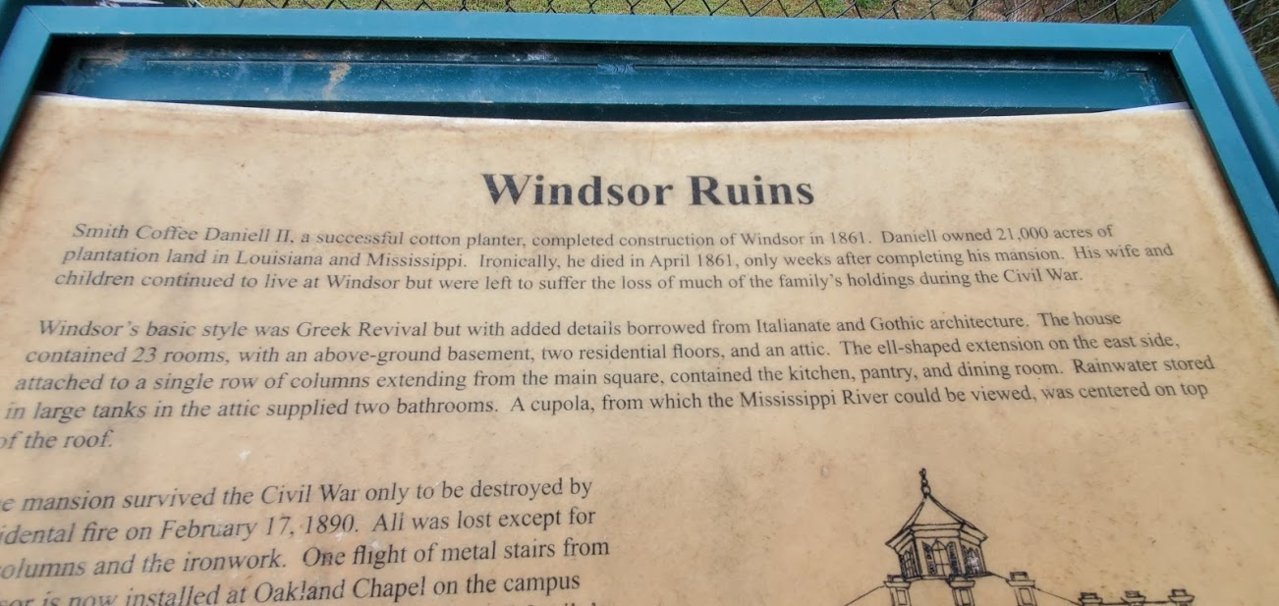 Windsor Ruins
Smith Coffee Daniell II, a successful cotton planter, completed construction of Windsor in 1861. Daniell owned 21,000 acres of
plantation land in Louisiana and Mississippi. Ironically, he died in April 1861, only weeks after completing his mansion. His wife and
children continued to live at Windsor but were left to suffer the loss of much of the family's holdings during the Civil War.
Windsor's basic style was Greek Revival but with added details borrowed from Italianate and Gothic architecture. The house
contained 23 rooms, with an above-ground basement, two residential floors, and an attic. The ell-shaped extension on the east side,
attached to a single row of columns extending from the main square, contained the kitchen, pantry, and dining room. Rainwater stored
in large tanks in the attic supplied two bathrooms. A cupola, from which the Mississippi River could be viewed, was centered on top
of the roof.
e mansion survived the Civil War only to be destroyed by
idental fire on February 17, 1890. All was lost except for
olumns and the ironwork. One flight of metal stairs from
sor is now installed at Oakland Chapel on the campus